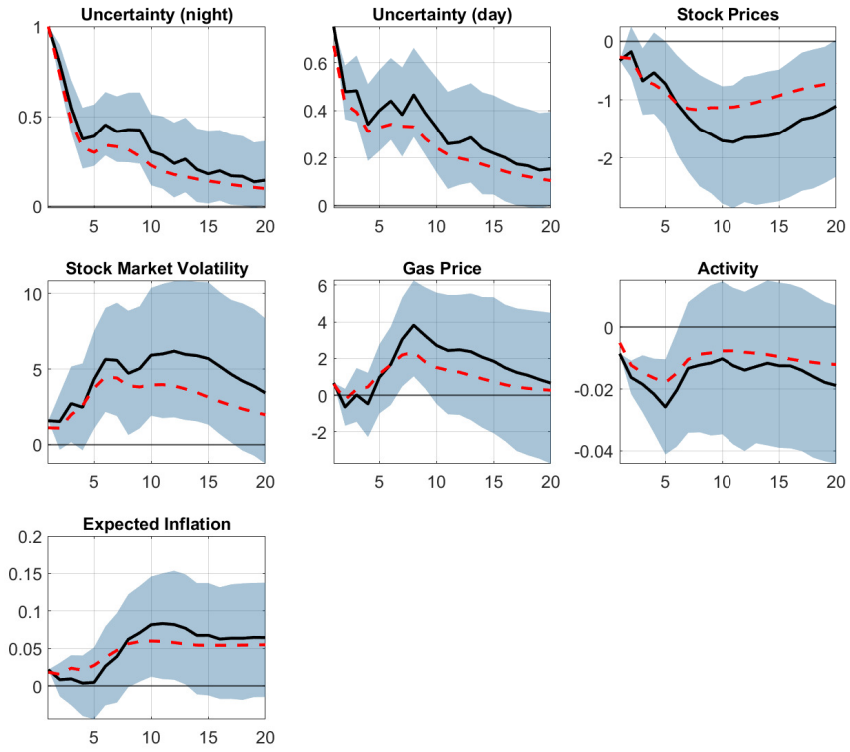 Uncertainty (night)
1
0.5
0
5 10 15 20
Uncertainty (day)
0.6
0.4
0.2
0
5 10 15 20
Stock Prices
0
-1
-2
5 10 15 20
Stock Market Volatility
10
5
0
5 10 15 20
Gas Price
6
4
2
0
-2
5 10 15 20
Activity
0
-0.02
-0.04
5 10 15 20
Expected Inflation
0.2
0.15
0.1
0.05
0
5 10 15 20